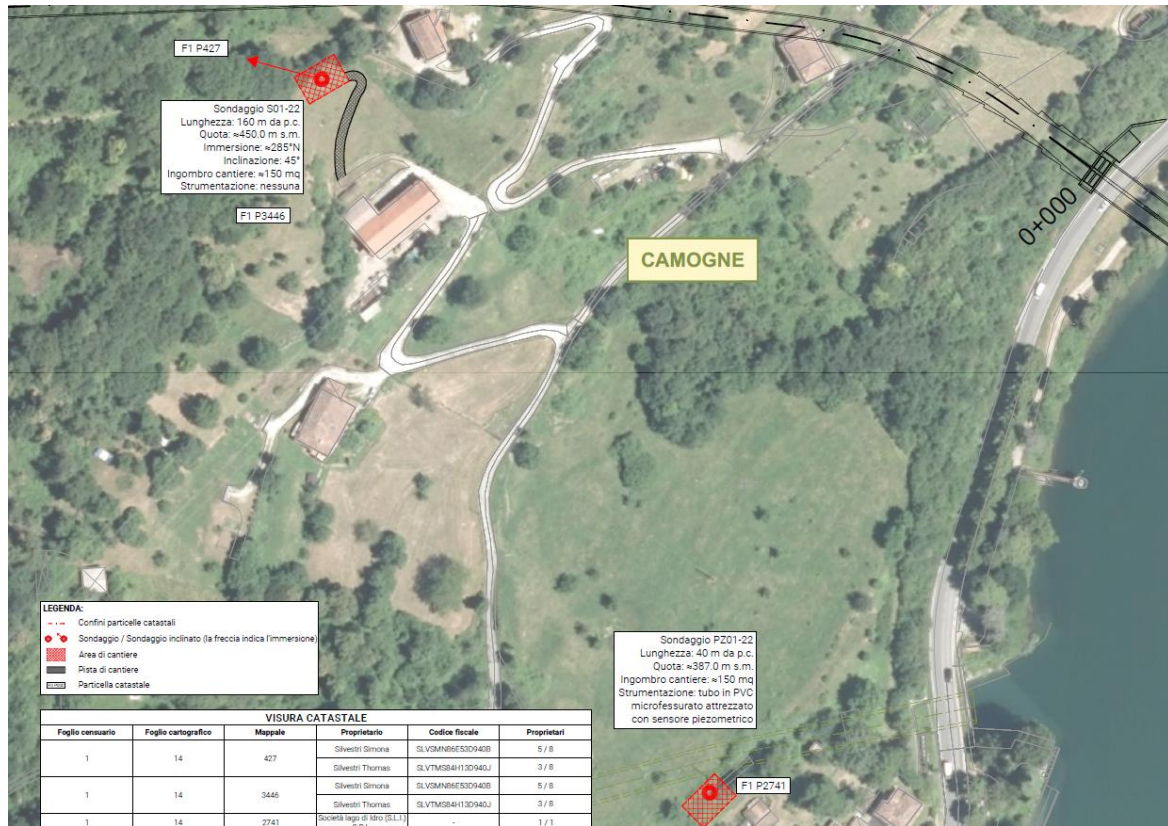 F1 P427
Sondaggio S01-22
Lunghezza: 160 m da p.c.
Quota: ≈450.0 m s.m.
Immersione: ≈285°N
Inclinazione: 45°
Ingombro cantiere: ≈150 mq
Strumentazione: nessuna
F1 P3446
CAMOGNE
0+000
LEGENDA:
Confini particelle catastali
Sondaggio / Sondaggio inclinato (la freccia indica l'immersione)
Area di cantiere
Pista di cantiere
Particella catastale
Sondaggio PZ01-22
Lunghezza: 40 m da p.c.
Quota: ≈387.0 m s.m.
Ingombro cantiere: ≈150 mq
Strumentazione: tubo in PVC
microfessurato attrezzato
con sensore piezometrico
F1 P2741
VISURA CATASTALE
Foglio censuario Foglio cartografico Mappale Proprietario Codice fiscale Proprietari
1 14 427 Silvestri Simona SLVSMN86E53D940B 5 / 8
Silvestri Thomas SLVTMS84H13D940J 3 / 8
1 14 3446 Silvestri Simona SLVSMN86E53D940B 5 / 8
Silvestri Thomas SLVTMS84H13D940J 3 / 8
1 14 2741 Società lago di Idro (S.L.I.) - 1 / 1